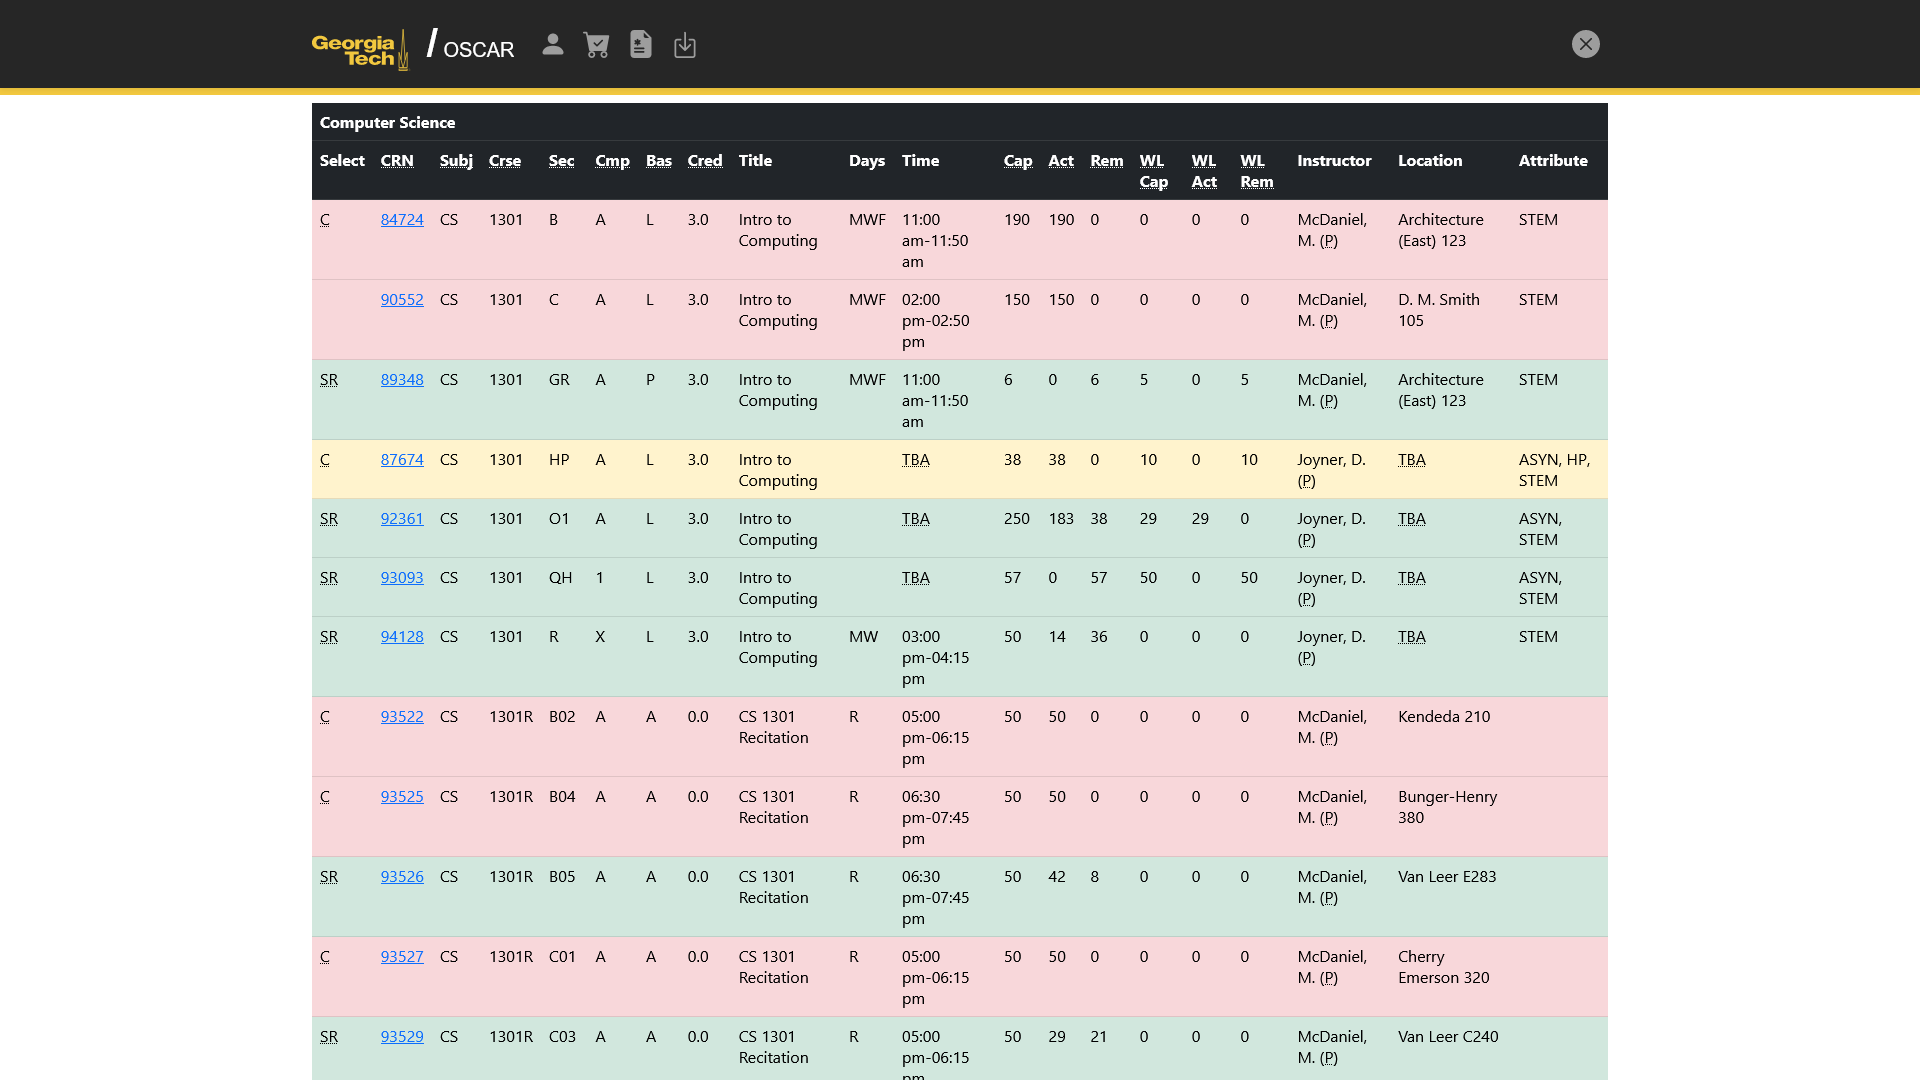 Georgia
Tech / OSCAR
Computer Science
Select CRN Subj Crse Sec Cmp Bas Cred Title Days Time Cap Act Rem WL Cap WL Act WL Rem Instructor Location Attribute
C 84724 CS 1301 B A L 3.0 Intro to Computing MWF 11:00 am-11:50 am 190 190 0 0 0 0 McDaniel, M. (P) Architecture (East) 123 STEM
90552 CS 1301 C A L 3.0 Intro to Computing MWF 02:00 pm-02:50 pm 150 150 0 0 0 0 McDaniel, M. (P) D. M. Smith 105 STEM
SR 89348 CS 1301 GR A P 3.0 Intro to Computing MWF 11:00 am-11:50 am 6 0 6 5 0 5 McDaniel, M. (P) Architecture (East) 123 STEM
C 87674 CS 1301 HP A L 3.0 Intro to Computing TBA 38 38 0 10 0 10 Joyner, D. (P) TBA ASYN, HP, STEM
SR 92361 CS 1301 O1 A L 3.0 Intro to Computing TBA 250 183 38 29 29 0 Joyner, D. (P) TBA ASYN, STEM
SR 93093 CS 1301 QH 1 L 3.0 Intro to Computing TBA 57 0 57 50 0 50 Joyner, D. (P) TBA ASYN, STEM
SR 94128 CS 1301 R X L 3.0 Intro to Computing MW 03:00 pm-04:15 pm 50 14 36 0 0 0 Joyner, D. (P) TBA STEM
C 93522 CS 1301R B02 A A 0.0 CS 1301 Recitation R 05:00 pm-06:15 pm 50 50 0 0 0 0 McDaniel, M. (P) Kendeda 210
C 93525 CS 1301R B04 A A 0.0 CS 1301 Recitation R 06:30 pm-07:45 pm 50 50 0 0 0 0 McDaniel, M. (P) Bunger-Henry 380
SR 93526 CS 1301R B05 A A 0.0 CS 1301 Recitation R 06:30 pm-07:45 pm 50 42 8 0 0 0 McDaniel, M. (P) Van Leer E283
C 93527 CS 1301R C01 A A 0.0 CS 1301 Recitation R 05:00 pm-06:15 pm 50 50 0 0 0 0 McDaniel, M. (P) Cherry Emerson 320
SR 93529 CS 1301R C03 A A 0.0 CS 1301 Recitation R 05:00 pm-06:15 pm 50 29 21 0 0 0 McDaniel, M. (P) Van Leer C240